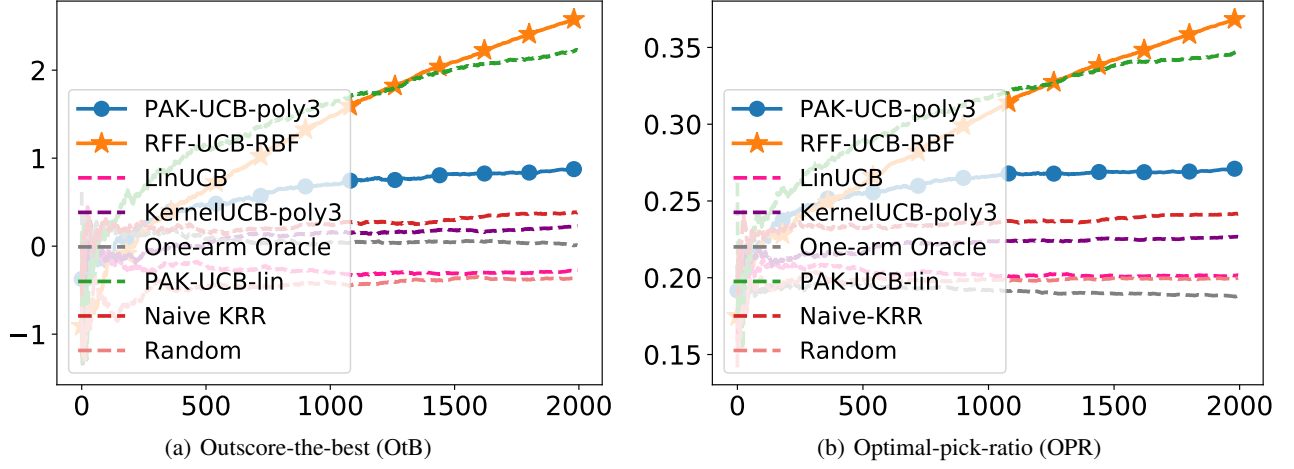 2
1
0
−1
PAK-UCB-poly3
RFF-UCB-RBF
LinUCB
KernelUCB-poly3
One-arm Oracle
PAK-UCB-lin
Naive KRR
Random
0 500 1000 1500 2000
(a) Outscore-the-best (OtB)
0.35
0.30
0.25
0.20
0.15
PAK-UCB-poly3
RFF-UCB-RBF
LinUCB
KernelUCB-poly3
One-arm Oracle
PAK-UCB-lin
Naive-KRR
Random
0 500 1000 1500 2000
(b) Optimal-pick-ratio (OPR)